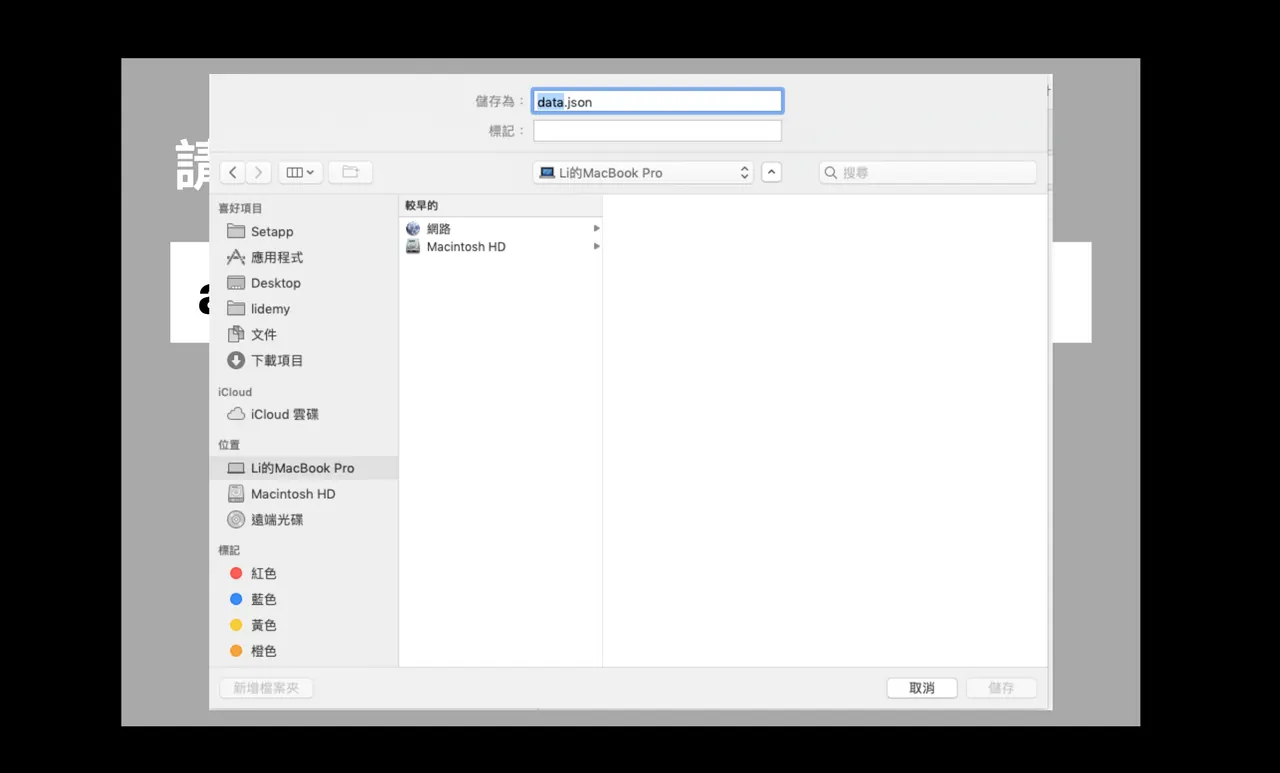 儲存為：data.json
標記：
請
Li的MacBook Pro
搜尋
喜好項目
Setapp
應用程式
Desktop
lidemy
文件
下載項目
iCloud
iCloud 雲碟
位置
Li的MacBook Pro
Macintosh HD
遠端光碟
標記
紅色
藍色
黃色
橙色
較早的
網路
Macintosh HD
新增檔案夾
取消
儲存